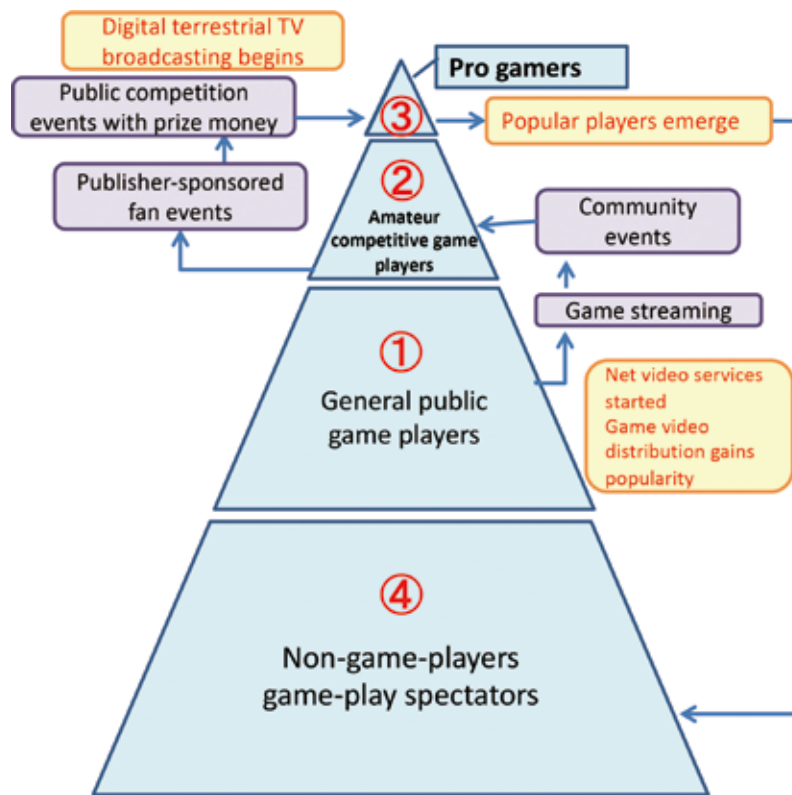 Digital terrestrial TV
broadcasting begins
Pro gamers
Public competition
events with prize money
③
Popular players emerge
Publisher-sponsored
fan events
②
Amateur
competitive game
players
Community
events
Game streaming
①
General public
game players
Net video services
started
Game video
distribution gains
popularity
④
Non-game-players
game-play spectators